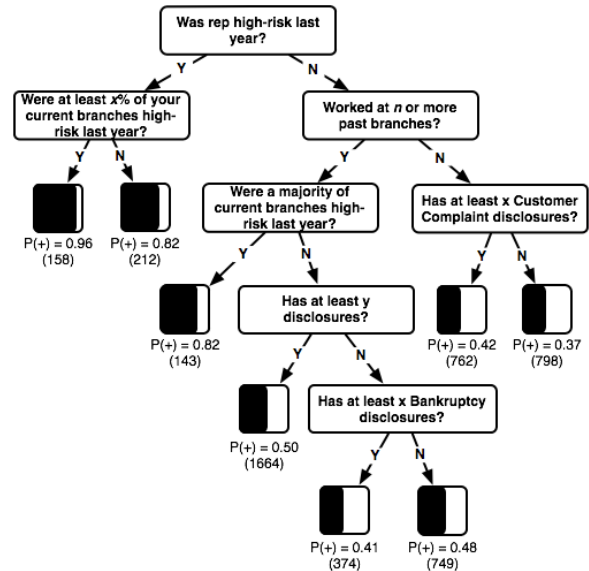 Was rep high-risk last
year?
Y
N
Were at least x% of your
current branches high-
risk last year?
Worked at n or more
past branches?
Y
N
Y
N
P(+) = 0.96
(158)
P(+) = 0.82
(212)
Were a majority of
current branches high-
risk last year?
Has at least x Customer
Complaint disclosures?
Y
N
Y
N
P(+) = 0.82
(143)
Has at least y
disclosures?
P(+) = 0.42
(762)
P(+) = 0.37
(798)
Y
N
P(+) = 0.50
(1664)
Has at least x Bankruptcy
disclosures?
Y
N
P(+) = 0.41
(374)
P(+) = 0.48
(749)